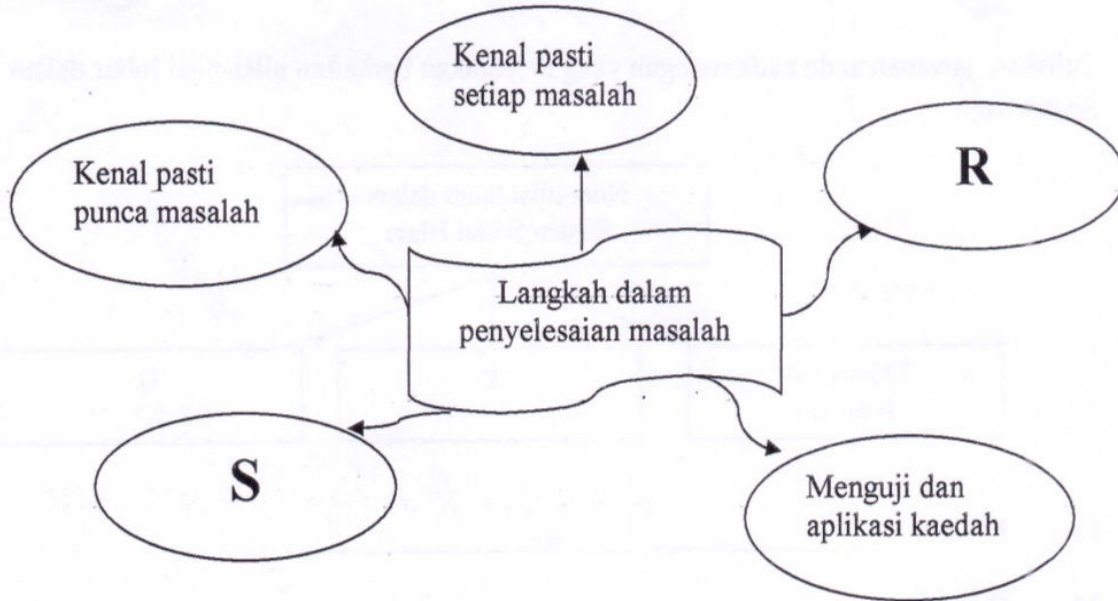 Kenal pasti
setiap masalah
R
Kenal pasti
punca masalah
Langkah dalam
penyelesaian masalah
S
Menguji dan
aplikasi kaedah